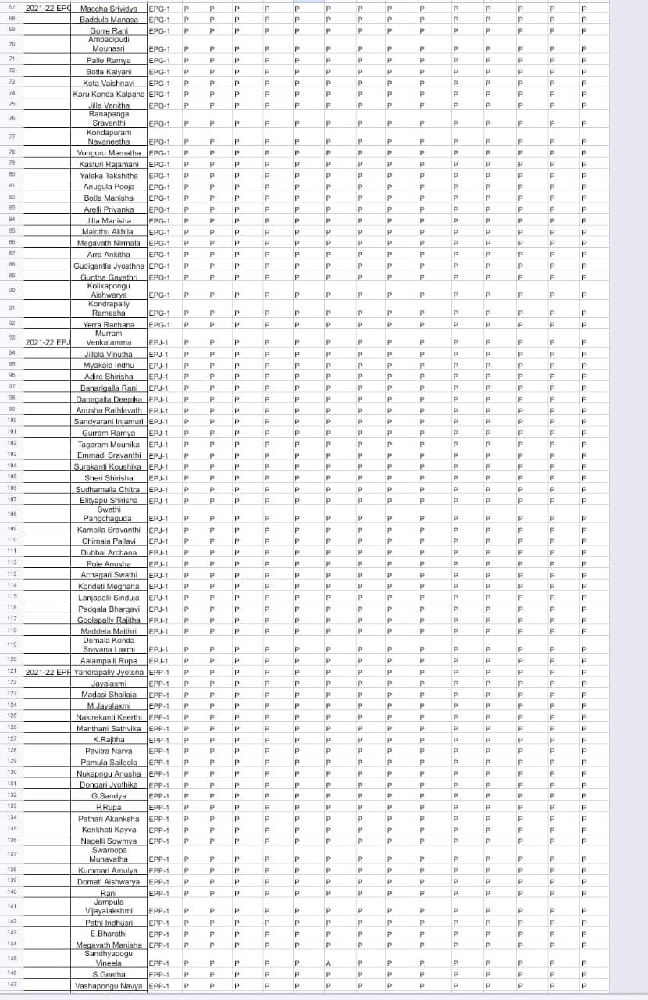 67 2021-22 EPG Maccha Srividya EPG-1 P P P P P P P P P P P P P P
68 Baddula Manasa EPG-1 P P P P P P P P P P P P P P
69 Gorre Rani EPG-1 P P P P P P P P P P P P P P
70 Ambadipudi
Mounasri EPG-1 P P P P P P P P P P P P P P
71 Palle Ramya EPG-1 P P P P P P P P P P P P P P
72 Botla Kalyani EPG-1 P P P P P P P P P P P P P P
73 Kota Vaishnavi EPG-1 P P P P P P P P P P P P P P
74 Karu Konda Kalpana EPG-1 P P P P P P P P P P P P P P
75 Jilla Vanitha EPG-1 P P P P P P P P P P P P P P
76 Ranapanga
Sravanthi EPG-1 P P P P P P P P P P P P P P
77 Kondapuram
Navaneetha EPG-1 P P P P P P P P P P P P P P
78 Vonguru Mamatha EPG-1 P P P P P P P P P P P P P P
79 Kasturi Rajamani EPG-1 P P P P P P P P P P P P P P
80 Yalaka Takshitha EPG-1 P P P P P P P P P P P P P P
81 Anugula Pooja EPG-1 P P P P P P P P P P P P P P
82 Botla Manisha EPG-1 P P P P P P P P P P P P P P
83 Arelli Priyanka EPG-1 P P P P P P P P P P P P P P
84 Jilla Manisha EPG-1 P P P P P P P P P P P P P P
85 Malothu Akhila EPG-1 P P P P P P P P P P P P P P
86 Megavath Nirmala EPG-1 P P P P P P P P P P P P P P
87 Arra Ankitha EPG-1 P P P P P P P P P P P P P P
88 Gudigantla Jyosthna EPG-1 P P P P P P P P P P P P P P
89 Guntha Gayathri EPG-1 P P P P P P P P P P P P P P
90 Kolikapongu
Aishwarya EPG-1 P P P P P P P P P P P P P P
91 Kondrapally
Ramesha EPG-1 P P P P P P P P P P P P P P
92 Yerra Rachana EPG-1 P P P P P P P P P P P P P P
93 Murram
2021-22 EPJ Venkatamma EPJ-1 P P P P P P P P P P P P P P
94 Jillela Vinutha EPJ-1 P P P P P P P P P P P P P P
95 Myakala Indhu EPJ-1 P P P P P P P P P P P P P P
96 Adire Shirisha EPJ-1 P P P P P P P P P P P P P P
97 Banarigalla Rani EPJ-1 P P P P P P P P P P P P P P
98 Danagalla Deepika EPJ-1 P P P P P P P P P P P P P P
99 Anusha Rathlavath EPJ-1 P P P P P P P P P P P P P P
100 Sandyarani Injamuri EPJ-1 P P P P P P P P P P P P P P
101 Gurram Ramya EPJ-1 P P P P P P P P P P P P P P
102 Tagaram Mounika EPJ-1 P P P P P P P P P P P P P P
103 Emmadi Sravanthi EPJ-1 P P P P P P P P P P P P P P
104 Surakanti Koushika EPJ-1 P P P P P P P P P P P P P P
105 Sheri Shirisha EPJ-1 P P P P P P P P P P P P P P
106 Sudhamalla Chitra EPJ-1 P P P P P P P P P P P P P P
107 Elityapu Shirisha EPJ-1 P P P P P P P P P P P P P P
108 Swathi
Pangchaguda EPJ-1 P P P P P P P P P P P P P P
109 Kamolla Sravanthi EPJ-1 P P P P P P P P P P P P P P
110 Chimala Pallavi EPJ-1 P P P P P P P P P P P P P P
111 Dubbai Archana EPJ-1 P P P P P P P P P P P P P P
112 Pole Anusha EPJ-1 P P P P P P P P P P P P P P
113 Achagari Swathi EPJ-1 P P P P P P P P P P P P P P
114 Kondeti Meghana EPJ-1 P P P P P P P P P P P P P P
115 Lanjapalli Sinduja EPJ-1 P P P P P P P P P P P P P P
116 Padgala Bhargavi EPJ-1 P P P P P P P P P P P P P P
117 Goolapally Rajitha EPJ-1 P P P P P P P P P P P P P P
118 Maddela Maithri EPJ-1 P P P P P P P P P P P P P P
119 Domala Konda
Sravana Laxmi EPJ-1 P P P P P P P P P P P P P P
120 Aalampalli Rupa EPJ-1 P P P P P P P P P P P P P P
121 2021-22 EPP Yandrapally Jyotsna EPP-1 P P P P P P P P P P P P P P
122 Jayalaxmi EPP-1 P P P P P P P P P P P P P P
123 Madasi Shailaja EPP-1 P P P P P P P P P P P P P P
124 M.Jayalaxmi EPP-1 P P P P P P P P P P P P P P
125 Nakirekanti Keerthi EPP-1 P P P P P P P P P P P P P P
126 Manthani Sathvika EPP-1 P P P P P P P P P P P P P P
127 K.Rajitha EPP-1 P P P P P P P P P P P P P P
128 Pavitra Narva EPP-1 P P P P P P P P P P P P P P
129 Pamula Saileela EPP-1 P P P P P P P P P P P P P P
130 Nukapngu Anusha EPP-1 P P P P P P P P P P P P P P
131 Dongari Jyothika EPP-1 P P P P P P P P P P P P P P
132 G.Sandya EPP-1 P P P P P P P P P P P P P P
133 P.Rupa EPP-1 P P P P P P P P P P P P P P
134 Pathari Akanksha EPP-1 P P P P P P P P P P P P P P
135 Konkhati Kayva EPP-1 P P P P P P P P P P P P P P
136 Nagelli Sowmya EPP-1 P P P P P P P P P P P P P P
137 Swaroopa
Munavatha EPP-1 P P P P P P P P P P P P P P
138 Kummari Amulya EPP-1 P P P P P P P P P P P P P P
139 Domati Aishwarya EPP-1 P P P P P P P P P P P P P P
140 Rani EPP-1 P P P P P P P P P P P P P P
141 Jampula
Vijayalakshmi EPP-1 P P P P P P P P P P P P P P
142 Pathi Indhusri EPP-1 P P P P P P P P P P P P P P
143 E.Bharathi EPP-1 P P P P P P P P P P P P P P
144 Megavath Manisha EPP-1 P P P P P P P P P P P P P P
145 Sandhyapogu
Vineela EPP-1 P P P P P A P P P P P P P P
146 S.Geetha EPP-1 P P P P P P P P P P P P P P
147 Vashapongu Navya EPP-1 P P P P P P P P P P P P P P